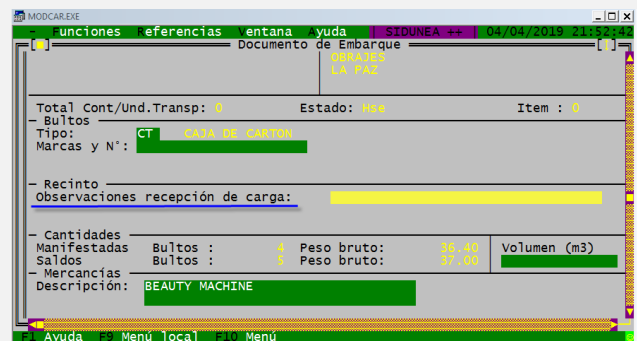 MODCAR.EXE
- Funciones Referencias Ventana Ayuda SIDUNEA ++ 04/04/2019 21:52:42
Documento de Embarque
OBRAJES
LA PAZ
Total Cont/Und.Transp: 0 Estado: Hse Item : 0
Bultos
Tipo: CT CAJA DE CARTON
Marcas y N°:
Recinto
Observaciones recepción de carga:
Cantidades
Manifestadas Bultos : 4 Peso bruto: 36.40 Volumen (m3)
Saldos Bultos : 5 Peso bruto: 37.00
Mercancías
Descripción: BEAUTY MACHINE
F1 Ayuda F9 Menú local F10 Menú